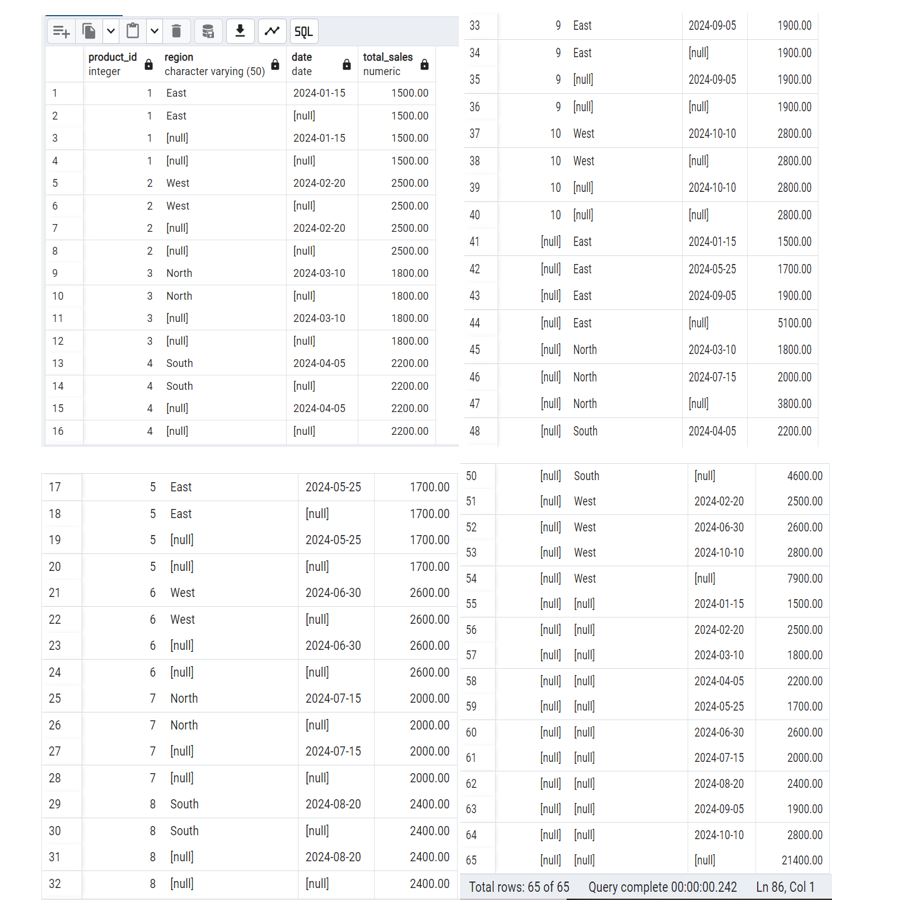 SQL
product_id region date total_sales
integer character varying (50) date numeric
1 1 East 2024-01-15 1500.00
2 1 East [null] 1500.00
3 1 [null] 2024-01-15 1500.00
4 1 [null] [null] 1500.00
5 2 West 2024-02-20 2500.00
6 2 West [null] 2500.00
7 2 [null] 2024-02-20 2500.00
8 2 [null] [null] 2500.00
9 3 North 2024-03-10 1800.00
10 3 North [null] 1800.00
11 3 [null] 2024-03-10 1800.00
12 3 [null] [null] 1800.00
13 4 South 2024-04-05 2200.00
14 4 South [null] 2200.00
15 4 [null] 2024-04-05 2200.00
16 4 [null] [null] 2200.00
17 5 East 2024-05-25 1700.00
18 5 East [null] 1700.00
19 5 [null] 2024-05-25 1700.00
20 5 [null] [null] 1700.00
21 6 West 2024-06-30 2600.00
22 6 West [null] 2600.00
23 6 [null] 2024-06-30 2600.00
24 6 [null] [null] 2600.00
25 7 North 2024-07-15 2000.00
26 7 North [null] 2000.00
27 7 [null] 2024-07-15 2000.00
28 7 [null] [null] 2000.00
29 8 South 2024-08-20 2400.00
30 8 South [null] 2400.00
31 8 [null] 2024-08-20 2400.00
32 8 [null] [null] 2400.00
33 9 East 2024-09-05 1900.00
34 9 East [null] 1900.00
35 9 [null] 2024-09-05 1900.00
36 9 [null] [null] 1900.00
37 10 West 2024-10-10 2800.00
38 10 West [null] 2800.00
39 10 [null] 2024-10-10 2800.00
40 10 [null] [null] 2800.00
41 [null] East 2024-01-15 1500.00
42 [null] East 2024-05-25 1700.00
43 [null] East 2024-09-05 1900.00
44 [null] East [null] 5100.00
45 [null] North 2024-03-10 1800.00
46 [null] North 2024-07-15 2000.00
47 [null] North [null] 3800.00
48 [null] South 2024-04-05 2200.00
50 [null] South [null] 4600.00
51 [null] West 2024-02-20 2500.00
52 [null] West 2024-06-30 2600.00
53 [null] West 2024-10-10 2800.00
54 [null] West [null] 7900.00
55 [null] [null] 2024-01-15 1500.00
56 [null] [null] 2024-02-20 2500.00
57 [null] [null] 2024-03-10 1800.00
58 [null] [null] 2024-04-05 2200.00
59 [null] [null] 2024-05-25 1700.00
60 [null] [null] 2024-06-30 2600.00
61 [null] [null] 2024-07-15 2000.00
62 [null] [null] 2024-08-20 2400.00
63 [null] [null] 2024-09-05 1900.00
64 [null] [null] 2024-10-10 2800.00
65 [null] [null] [null] 21400.00
Total rows: 65 of 65 Query complete 00:00:00.242 Ln 86, Col 1